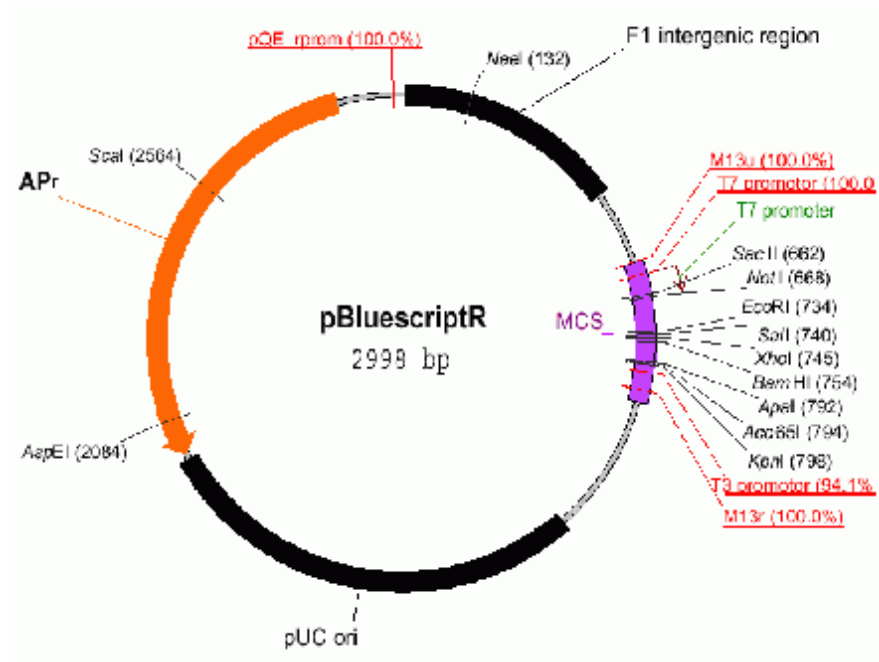 pQE_rprom (100.0%)
F1 intergenic region
NaeI (132)
ScaI (2564)
APr
M13u (100.0%)
T7 promotor (100.0
T7 promoter
SacII (662)
NotI (668)
EcoRI (734)
SalI (740)
XhoI (745)
BamHI (754)
ApaI (792)
Acc65I (794)
KpnI (798)
T3 promotor (94.1%
M13r (100.0%)
MCS_
pBluescriptR
2998 bp
AspEI (2084)
pUC ori